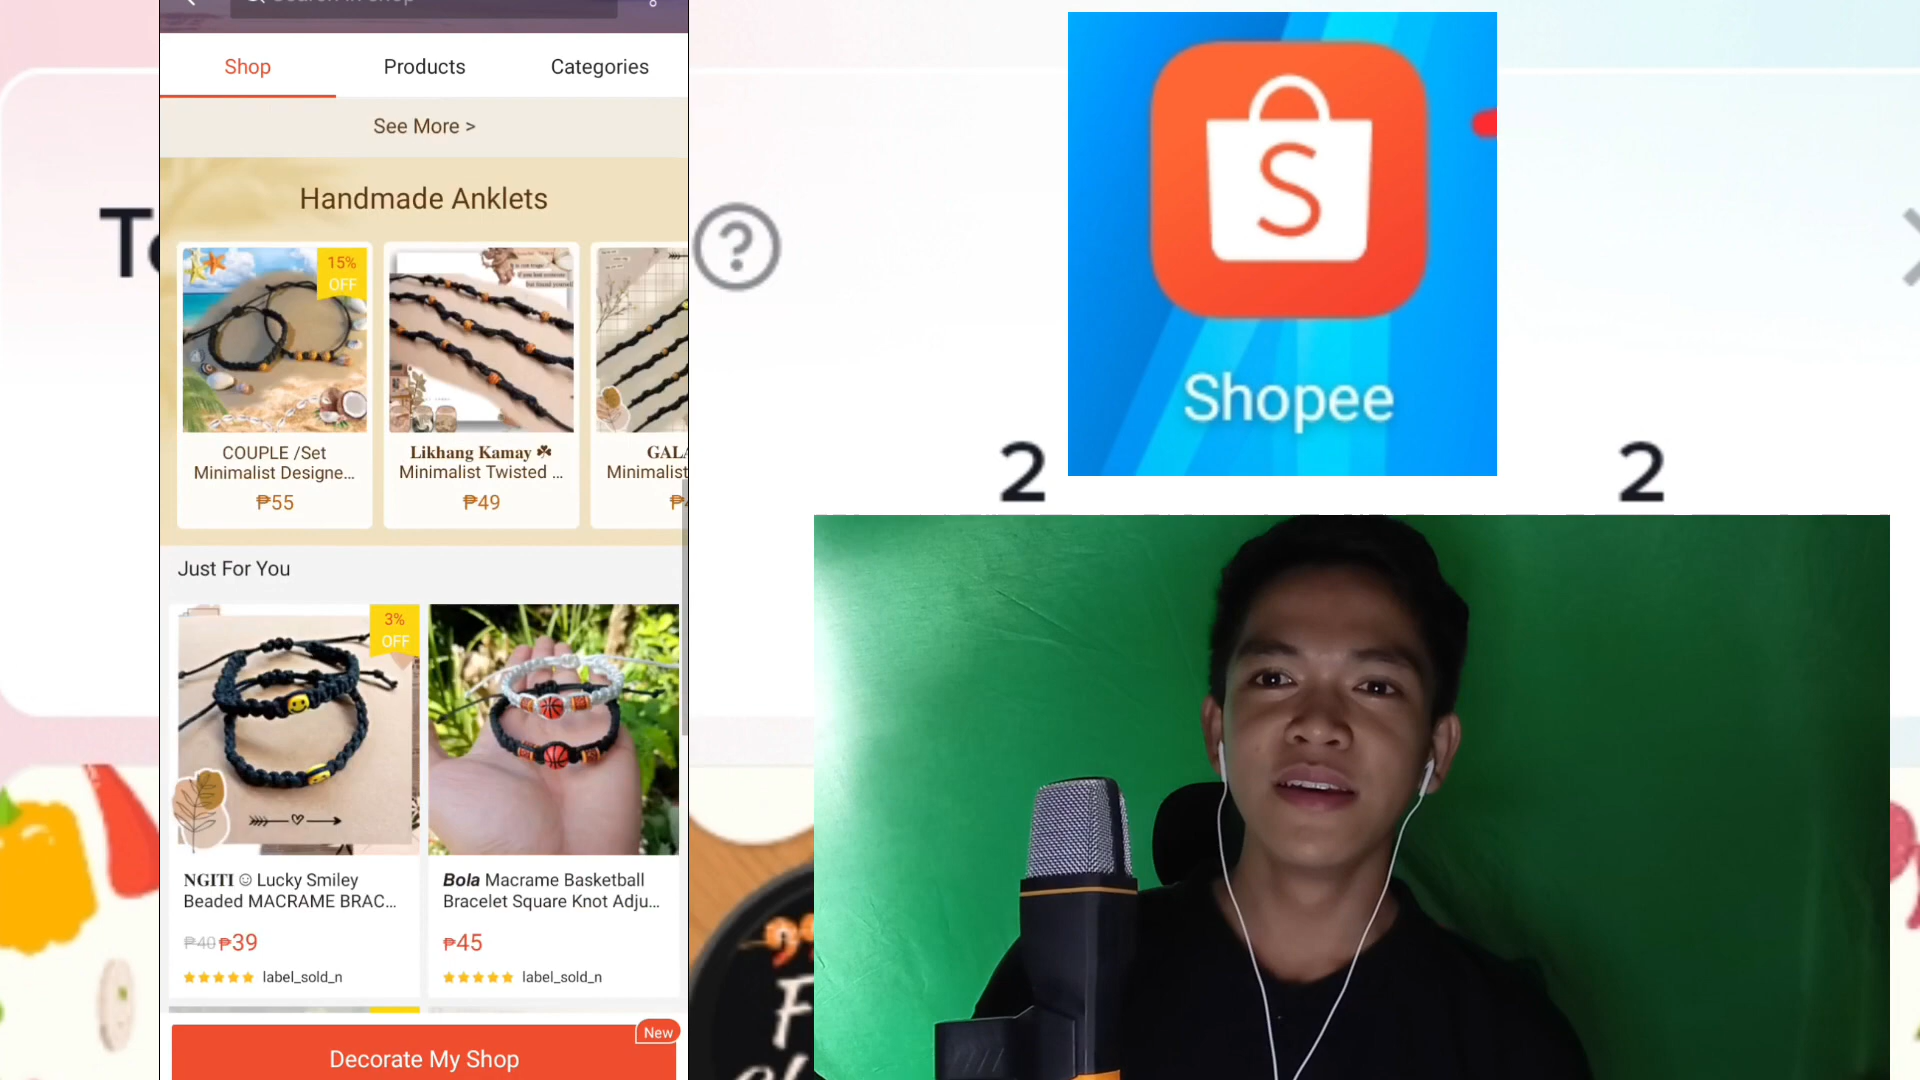 Shop
Products
Categories
See More >
Handmade Anklets
15%
OFF
COUPLE /Set
Minimalist Designe...
₱55
Likhang Kamay ☘
Minimalist Twisted ...
₱49
Minimalist
Just For You
3%
OFF
NGITI ☺ Lucky Smiley
Beaded MACRAME BRAC...
₱40 ₱39
label_sold_n
Bola Macrame Basketball
Bracelet Square Knot Adju...
₱45
label_sold_n
New
Decorate My Shop
?
S
Shopee
2
2